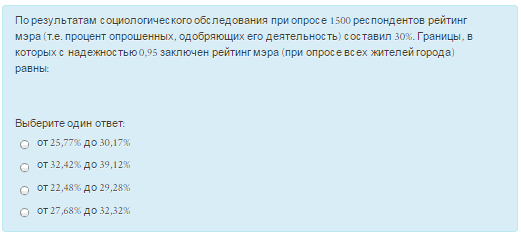 По результатам социологического обследования при опросе 1500 респондентов рейтинг
мэра (т.е. процент опрошенных, одобряющих его деятельность) составил 30%. Границы, в
которых с надежностью 0,95 заключен рейтинг мэра (при опросе всех жителей города)
равны:
Выберите один ответ:
от 25,77% до 30,17%
от 32,42% до 39,12%
от 22,48% до 29,28%
от 27,68% до 32,32%